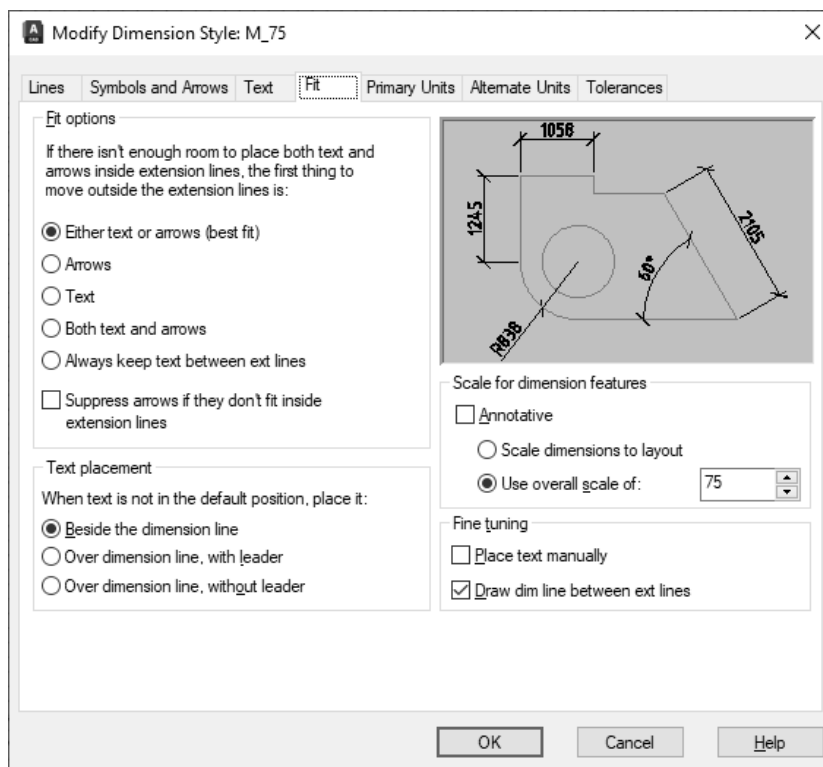 A
CAD
Modify Dimension Style: M_75
Lines
Symbols and Arrows
Text
Fit
Primary Units
Alternate Units
Tolerances
Fit options
If there isn't enough room to place both text and
arrows inside extension lines, the first thing to
move outside the extension lines is:
Either text or arrows (best fit)
Arrows
Text
Both text and arrows
Always keep text between ext lines
Suppress arrows if they don't fit inside
extension lines
Text placement
When text is not in the default position, place it:
Beside the dimension line
Over dimension line, with leader
Over dimension line, without leader
1058
1245
2105
60°
R838
Scale for dimension features
Annotative
Scale dimensions to layout
Use overall scale of:
75
Fine tuning
Place text manually
Draw dim line between ext lines
OK
Cancel
Help